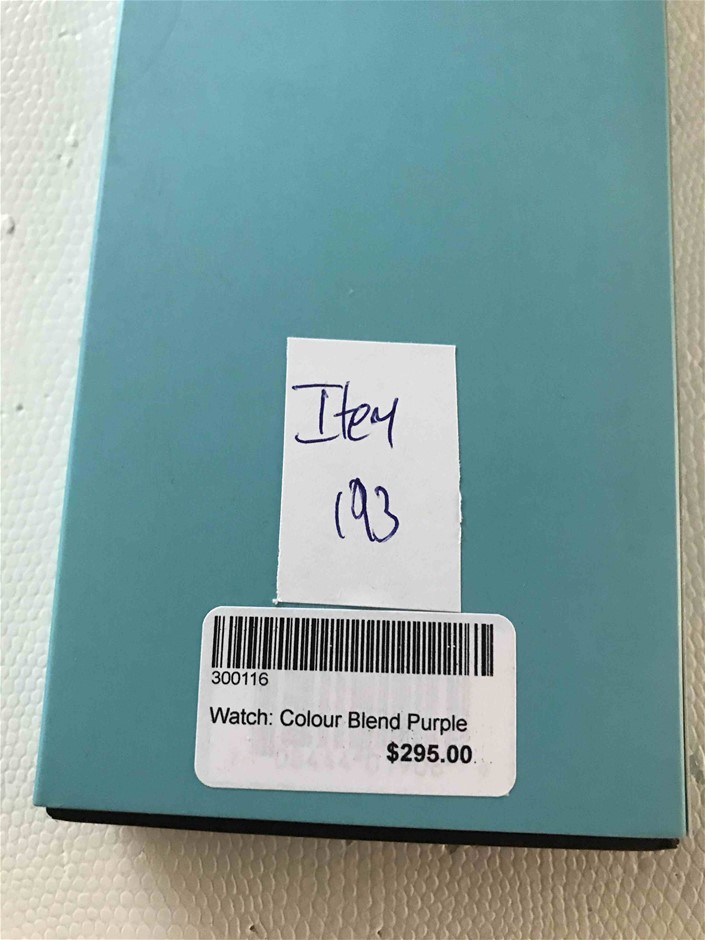 Item
193
300116
Watch: Colour Blend Purple
$295.00